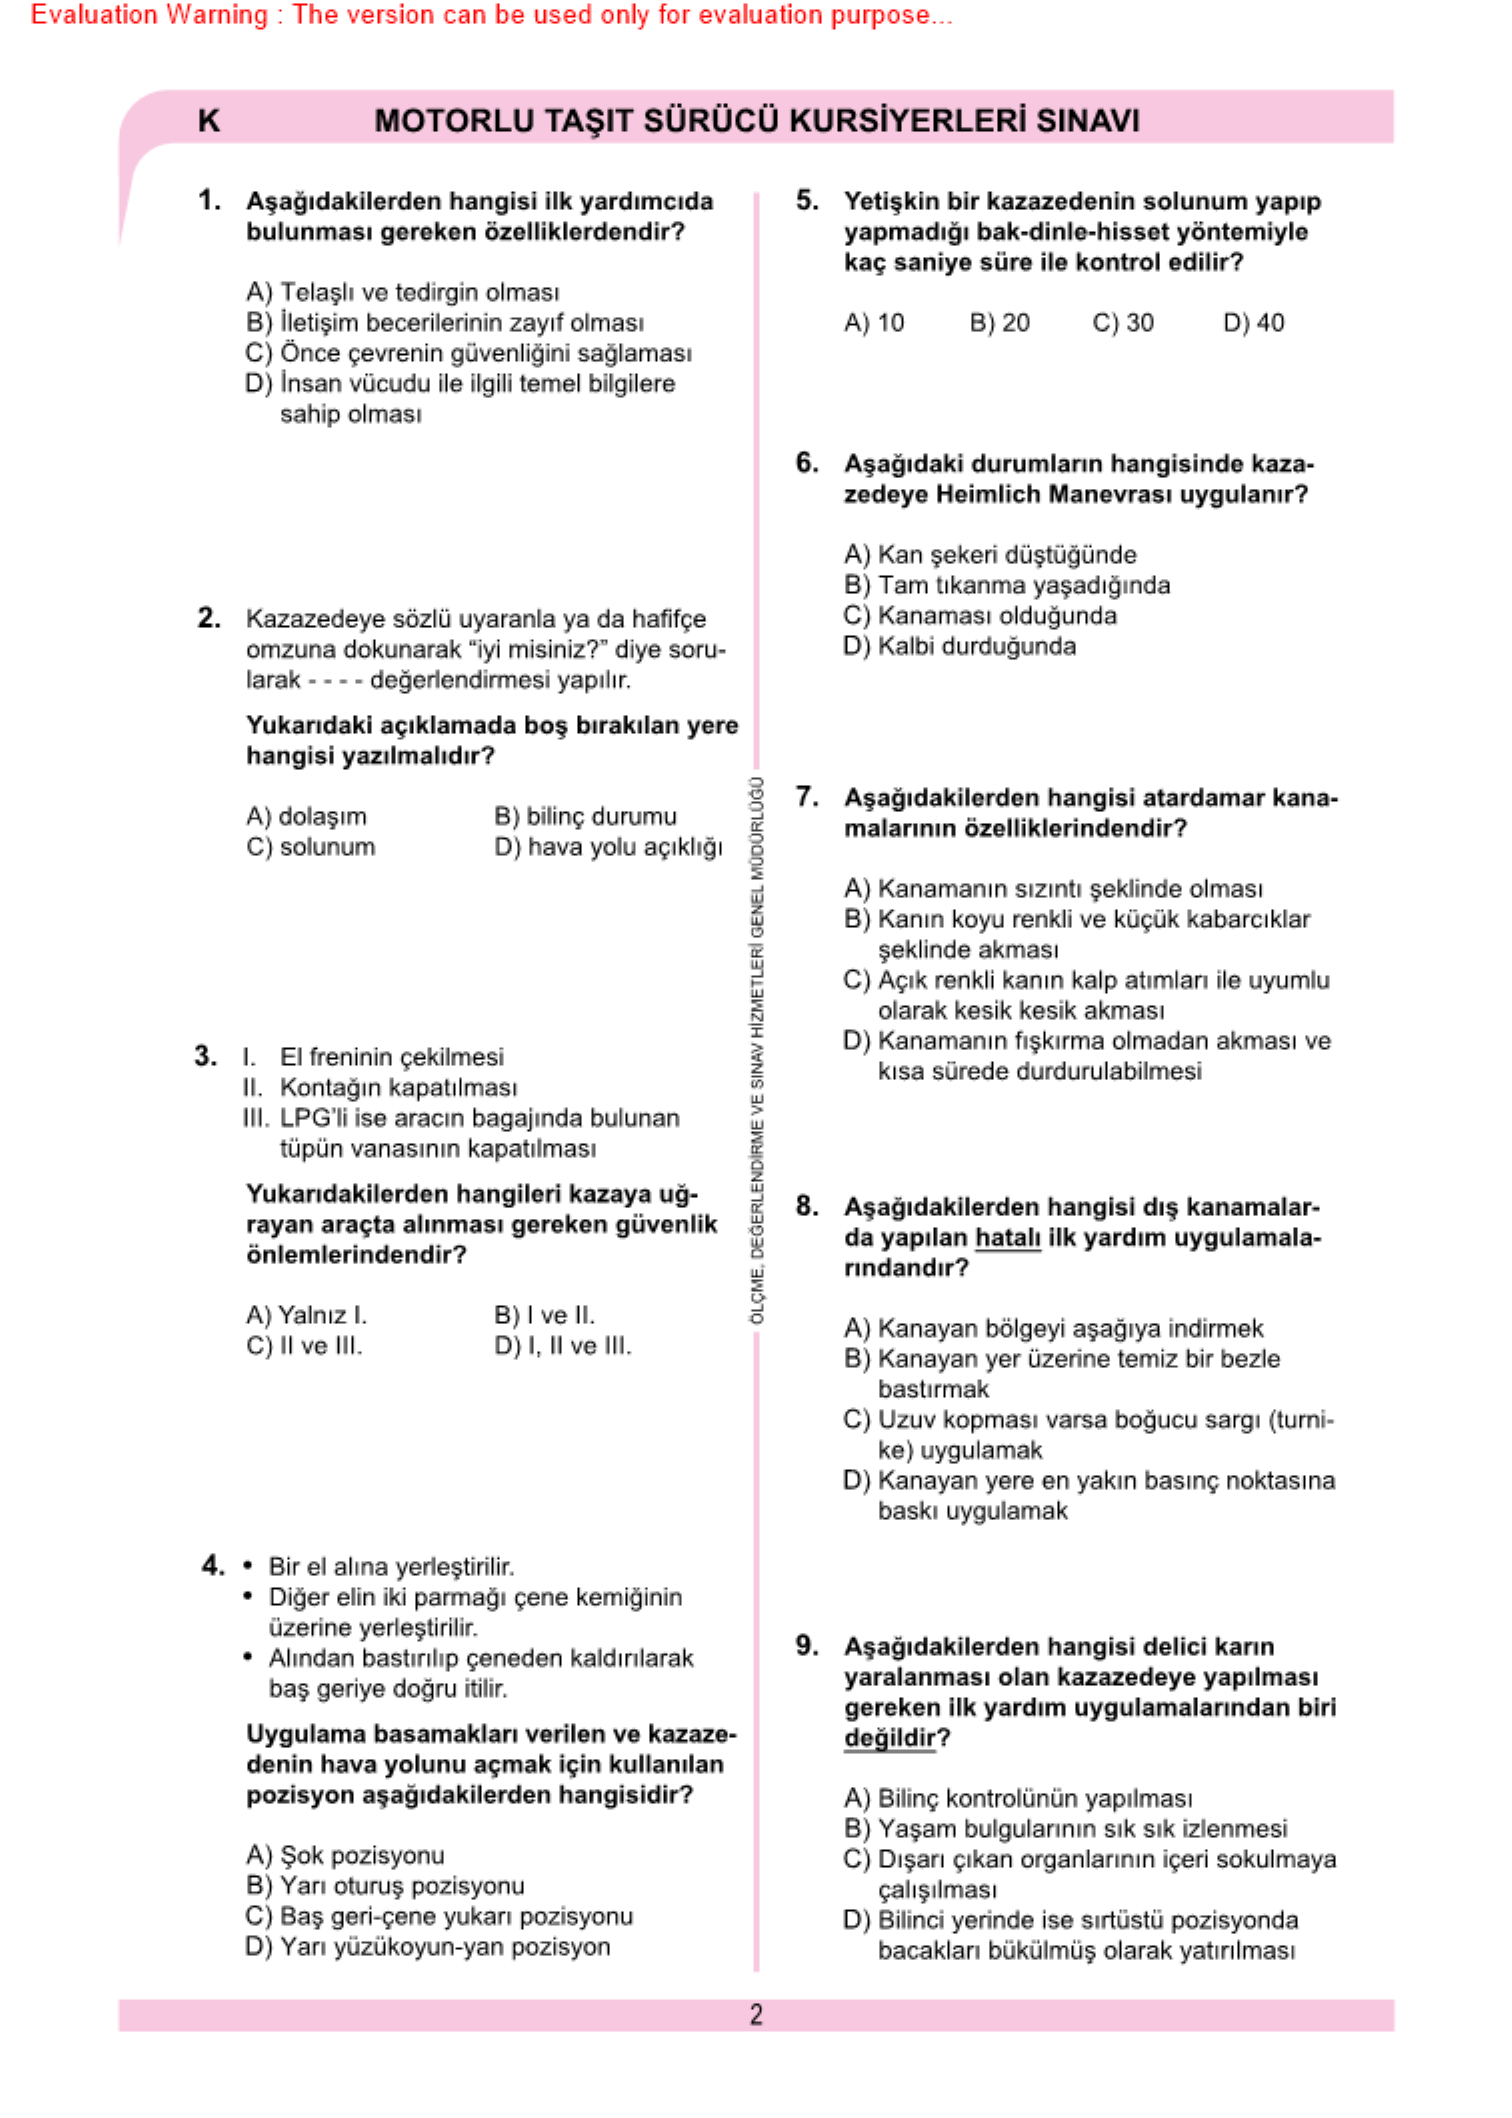 Evaluation Warning : The version can be used only for evaluation purpose...
K MOTORLU TAŞIT SÜRÜCÜ KURSİYERLERİ SINAVI
1. Aşağıdakilerden hangisi ilk yardımcıda
bulunması gereken özelliklerdendir?
A) Telaşlı ve tedirgin olması
B) İletişim becerilerinin zayıf olması
C) Önce çevrenin güvenliğini sağlaması
D) İnsan vücudu ile ilgili temel bilgilere
sahip olması
2. Kazazedeye sözlü uyaranla ya da hafifçe
omzuna dokunarak “iyi misiniz?” diye soru-
larak - - - - değerlendirmesi yapılır.
Yukarıdaki açıklamada boş bırakılan yere
hangisi yazılmalıdır?
A) dolaşım B) bilinç durumu
C) solunum D) hava yolu açıklığı
3. I. El freninin çekilmesi
II. Kontağın kapatılması
III. LPG’li ise aracın bagajında bulunan
tüpün vanasının kapatılması
Yukarıdakilerden hangileri kazaya uğ-
rayan araçta alınması gereken güvenlik
önlemlerindendir?
A) Yalnız I. B) I ve II.
C) II ve III. D) I, II ve III.
4. • Bir el alına yerleştirilir.
• Diğer elin iki parmağı çene kemiğinin
üzerine yerleştirilir.
• Alından bastırılıp çeneden kaldırılarak
baş geriye doğru itilir.
Uygulama basamakları verilen ve kazaze-
denin hava yolunu açmak için kullanılan
pozisyon aşağıdakilerden hangisidir?
A) Şok pozisyonu
B) Yarı oturuş pozisyonu
C) Baş geri-çene yukarı pozisyonu
D) Yarı yüzükoyun-yan pozisyon
ÖLÇME, DEĞERLENDİRME VE SINAV HİZMETLERİ GENEL MÜDÜRLÜĞÜ
5. Yetişkin bir kazazedenin solunum yapıp
yapmadığı bak-dinle-hisset yöntemiyle
kaç saniye süre ile kontrol edilir?
A) 10 B) 20 C) 30 D) 40
6. Aşağıdaki durumların hangisinde kaza-
zedeye Heimlich Manevrası uygulanır?
A) Kan şekeri düştüğünde
B) Tam tıkanma yaşadığında
C) Kanaması olduğunda
D) Kalbi durduğunda
7. Aşağıdakilerden hangisi atardamar kana-
malarının özelliklerindendir?
A) Kanamanın sızıntı şeklinde olması
B) Kanın koyu renkli ve küçük kabarcıklar
şeklinde akması
C) Açık renkli kanın kalp atımları ile uyumlu
olarak kesik kesik akması
D) Kanamanın fışkırma olmadan akması ve
kısa sürede durdurulabilmesi
8. Aşağıdakilerden hangisi dış kanamalar-
da yapılan hatalı ilk yardım uygulamala-
rındandır?
A) Kanayan bölgeyi aşağıya indirmek
B) Kanayan yer üzerine temiz bir bezle
bastırmak
C) Uzuv kopması varsa boğucu sargı (turni-
ke) uygulamak
D) Kanayan yere en yakın basınç noktasına
baskı uygulamak
9. Aşağıdakilerden hangisi delici karın
yaralanması olan kazazedeye yapılması
gereken ilk yardım uygulamalarından biri
değildir?
A) Bilinç kontrolünün yapılması
B) Yaşam bulgularının sık sık izlenmesi
C) Dışarı çıkan organlarının içeri sokulmaya
çalışılması
D) Bilinci yerinde ise sırtüstü pozisyonda
bacakları bükülmüş olarak yatırılması
2